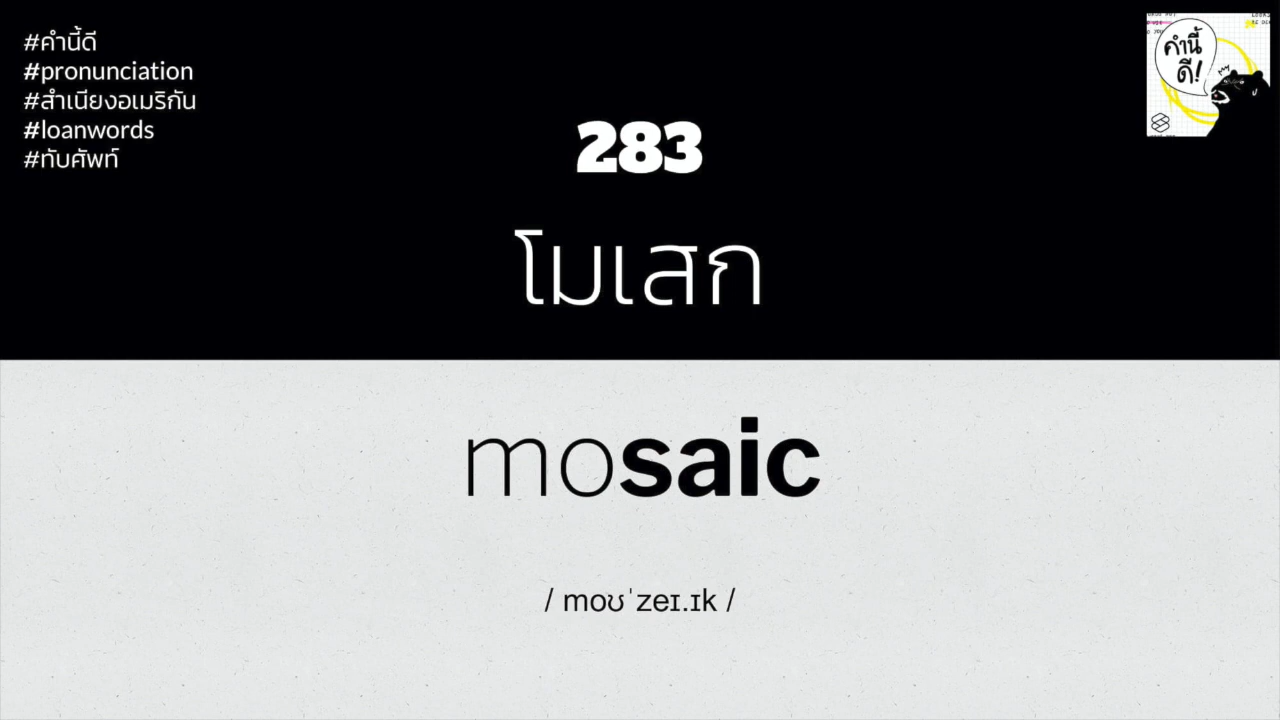 #คำนี้ดี
#pronunciation
#สำเนียงอเมริกัน
#loanwords
#ทับศัพท์
คำนี้
ดี!
283
โมเสก
mosaic
/ moʊˈzeɪ.ɪk /